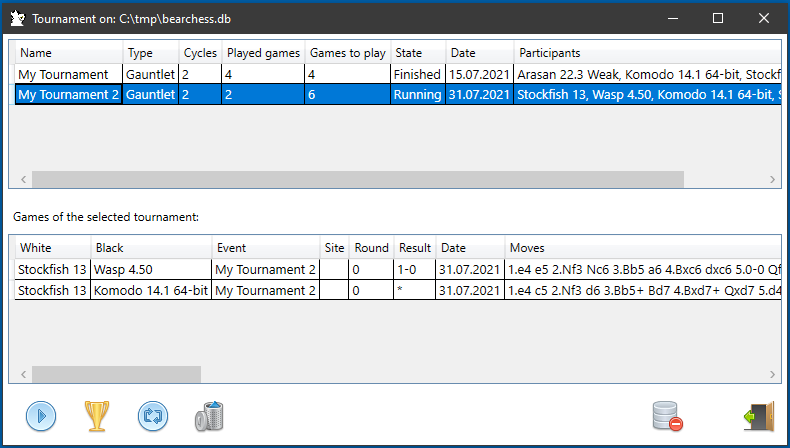 Tournament on: C:\tmp\bearchess.db
Name Type Cycles Played games Games to play State Date Participants
My Tournament Gauntlet 2 4 4 Finished 15.07.2021 Arasan 22.3 Weak, Komodo 14.1 64-bit, Stockf
My Tournament 2 Gauntlet 2 2 6 Running 31.07.2021 Stockfish 13, Wasp 4.50, Komodo 14.1 64-bit, S
Games of the selected tournament:
White Black Event Site Round Result Date Moves
Stockfish 13 Wasp 4.50 My Tournament 2 0 1-0 31.07.2021 1.e4 e5 2.Nf3 Nc6 3.Bb5 a6 4.Bxc6 dxc6 5.0-0 Qf
Stockfish 13 Komodo 14.1 64-bit My Tournament 2 0 * 31.07.2021 1.e4 c5 2.Nf3 d6 3.Bb5+ Bd7 4.Bxd7+ Qxd7 5.d4